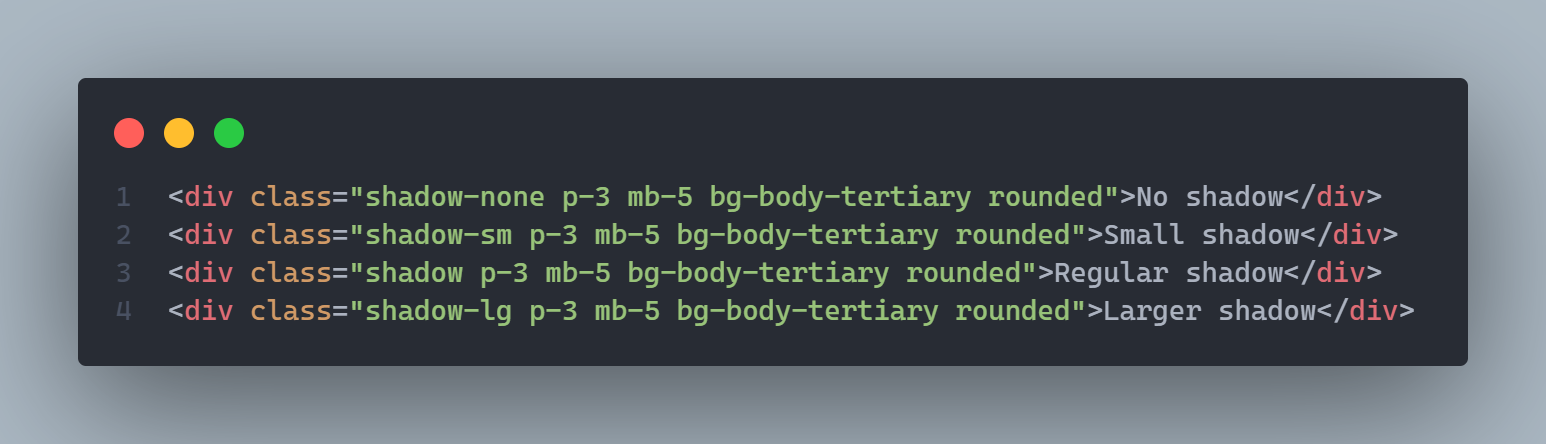 1 <div class="shadow-none p-3 mb-5 bg-body-tertiary rounded">No shadow</div>
2 <div class="shadow-sm p-3 mb-5 bg-body-tertiary rounded">Small shadow</div>
3 <div class="shadow p-3 mb-5 bg-body-tertiary rounded">Regular shadow</div>
4 <div class="shadow-lg p-3 mb-5 bg-body-tertiary rounded">Larger shadow</div>